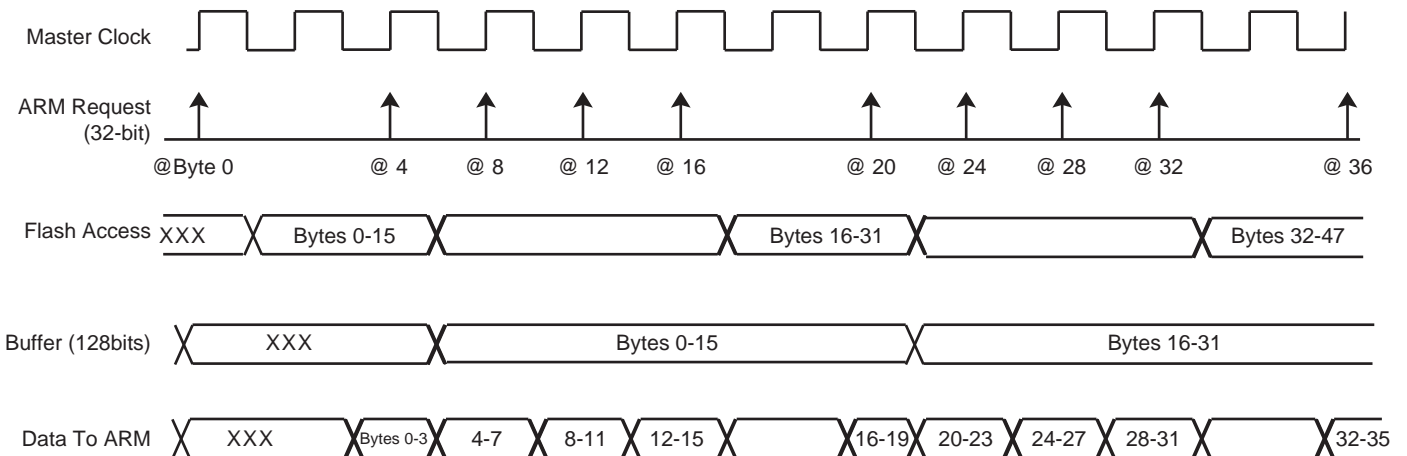 Master Clock
ARM Request
(32-bit)
@Byte 0 @ 4 @ 8 @ 12 @ 16 @ 20 @ 24 @ 28 @ 32 @ 36
Flash Access XXX Bytes 0-15 Bytes 16-31 Bytes 32-47
Buffer (128bits) XXX Bytes 0-15 Bytes 16-31
Data To ARM XXX Bytes 0-3 4-7 8-11 12-15 16-19 20-23 24-27 28-31 32-35